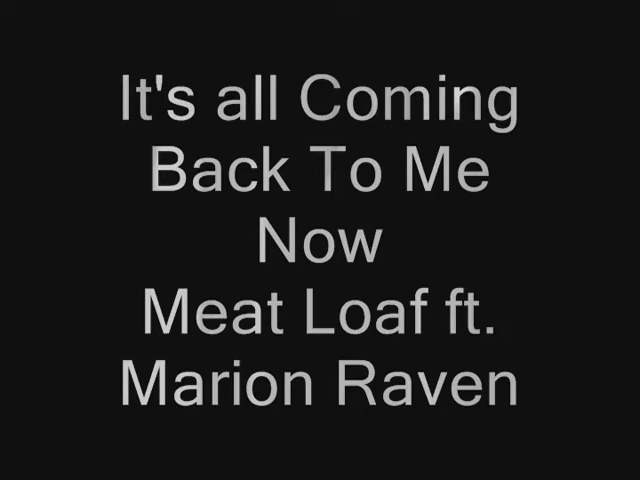 It's all Coming
Back To Me
Now
Meat Loaf ft.
Marion Raven